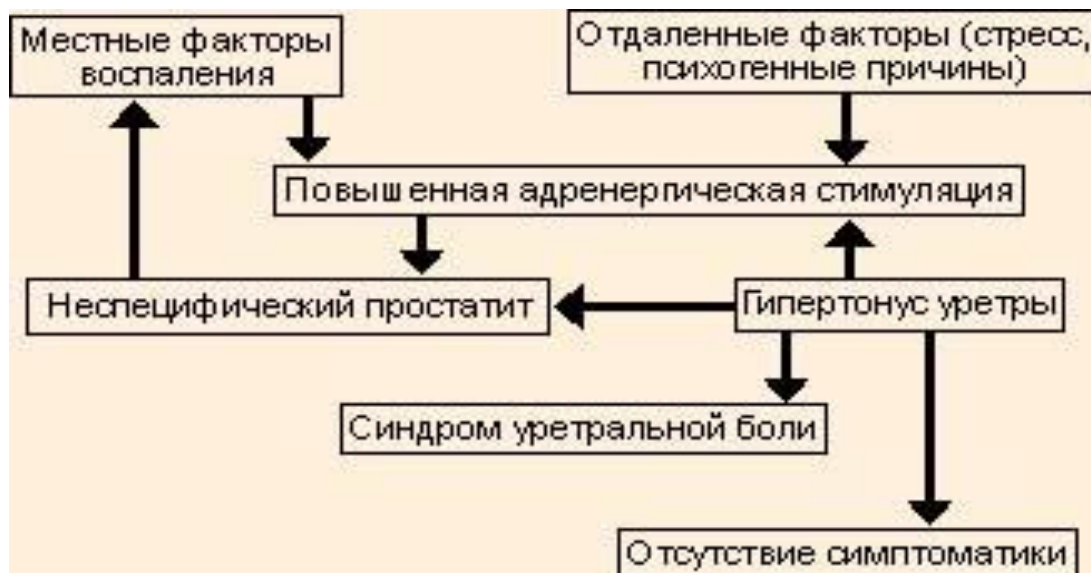 Местные факторы
воспаления
Отдаленные факторы (стресс,
психогенные причины)
Повышенная адренергическая стимуляция
Неспецифический простатит
Гипертонус уретры
Синдром уретральной боли
Отсутствие симптоматики